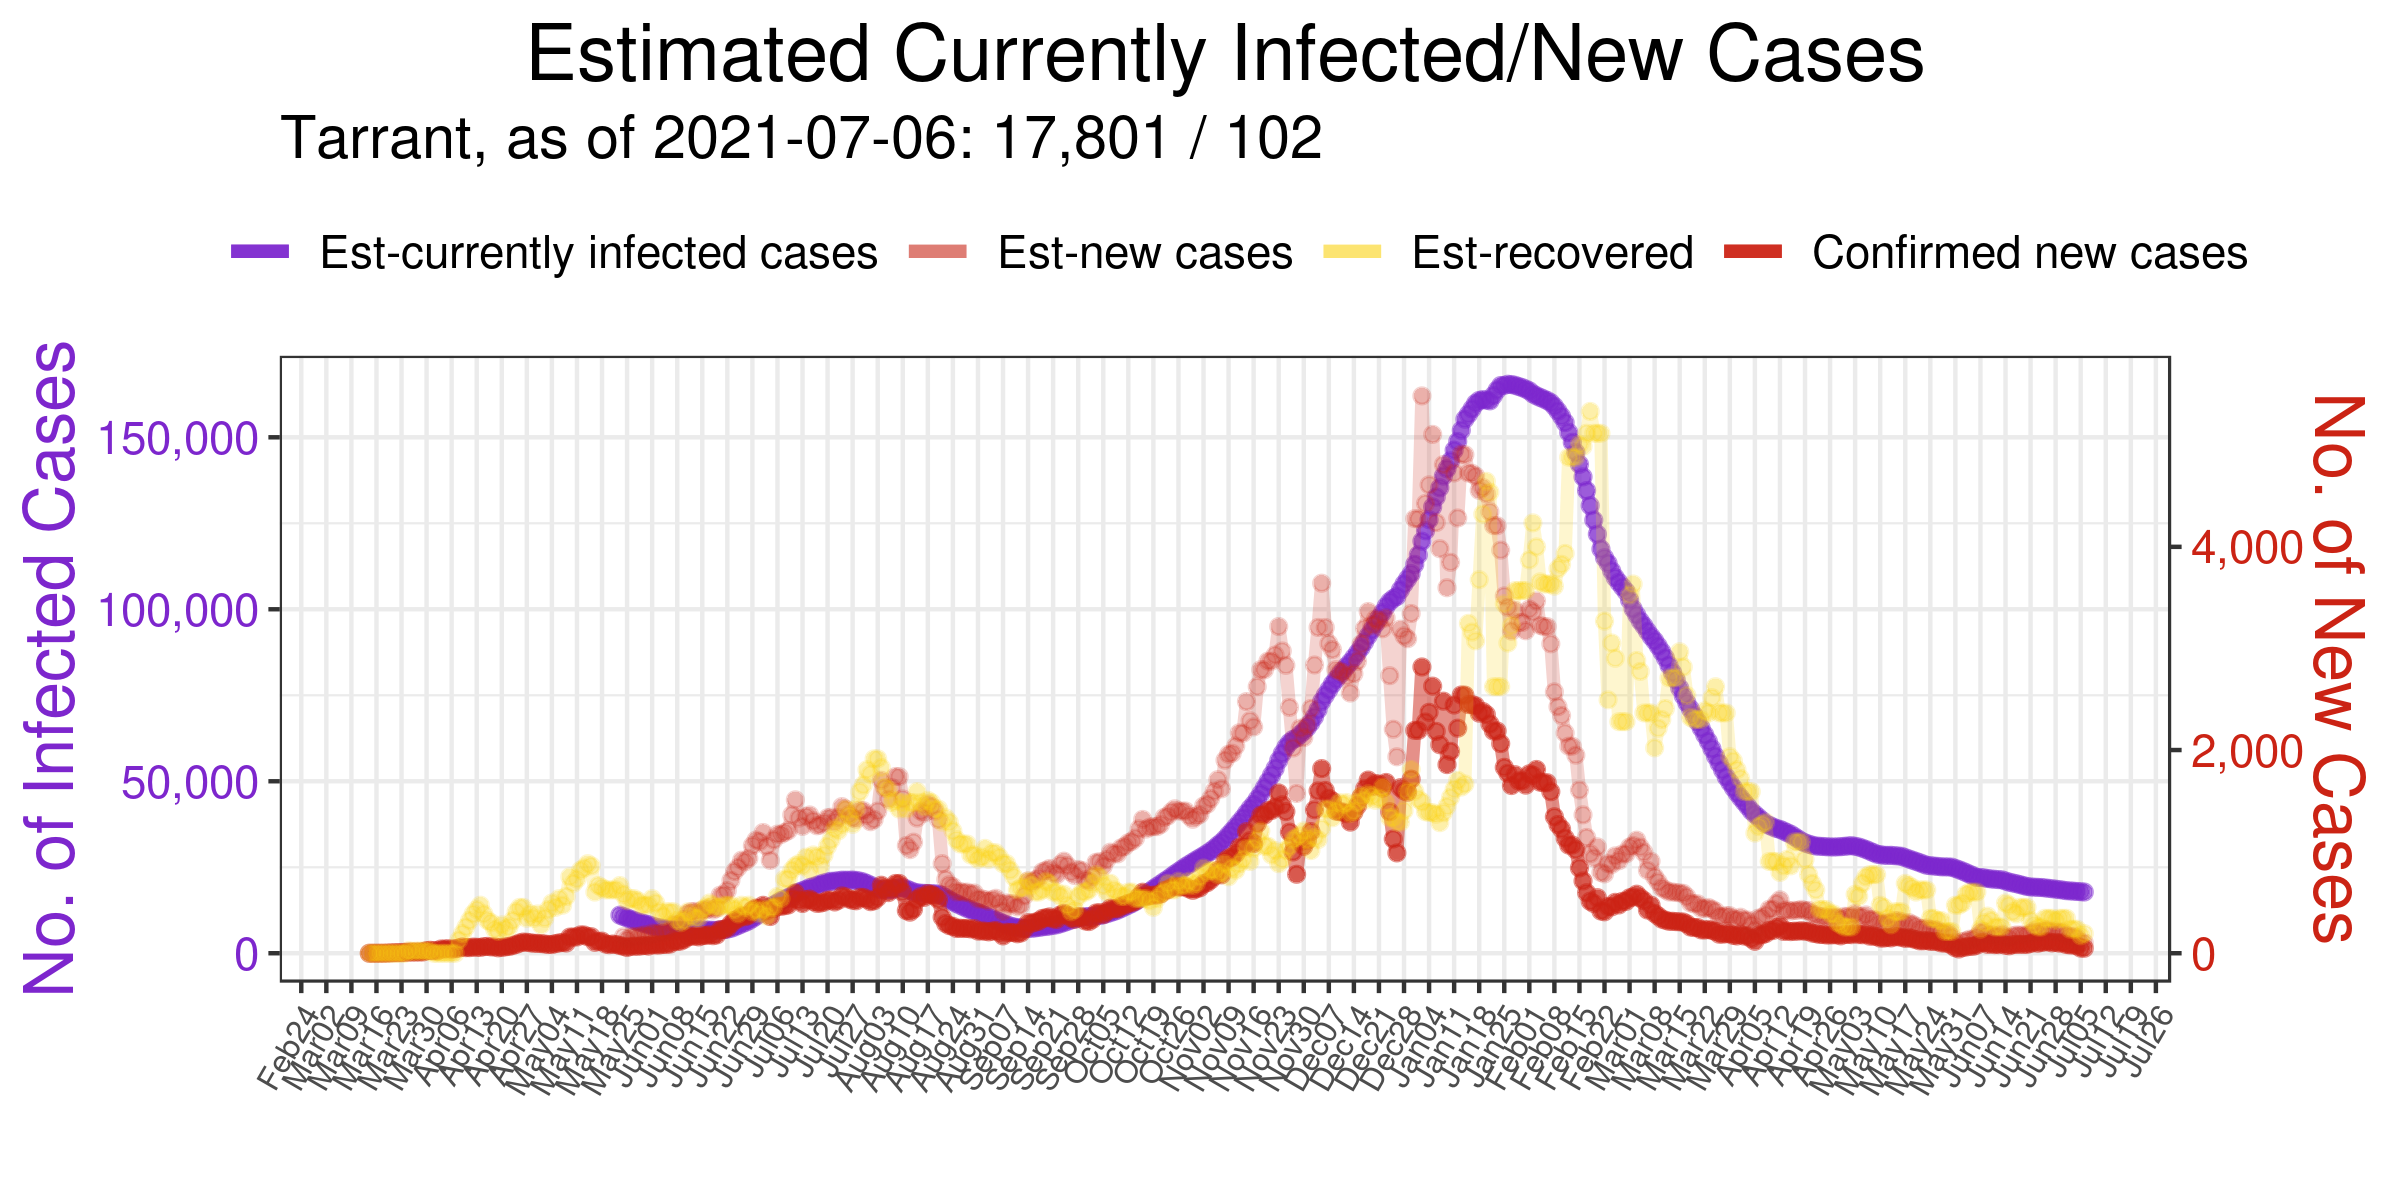 Estimated Currently Infected/New Cases
Tarrant, as of 2021-07-06: 17,801 / 102
Est-currently infected cases Est-new cases Est-recovered Confirmed new cases
No. of Infected Cases
150,000
100,000
50,000
0
4,000
2,000
0
No. of New Cases
Feb24
Mar02
Mar09
Mar16
Mar23
Mar30
Apr06
Apr13
Apr20
Apr27
May04
May11
May18
May25
Jun01
Jun08
Jun15
Jun22
Jun29
Jul06
Jul13
Jul20
Jul27
Aug03
Aug10
Aug17
Aug24
Aug31
Sep07
Sep14
Sep21
Sep28
Oct05
Oct12
Oct19
Oct26
Nov02
Nov09
Nov16
Nov23
Nov30
Dec07
Dec14
Dec21
Dec28
Jan04
Jan11
Jan18
Jan25
Feb01
Feb08
Feb15
Feb22
Mar01
Mar08
Mar15
Mar22
Mar29
Apr05
Apr12
Apr19
Apr26
May03
May10
May17
May24
May31
Jun07
Jun14
Jun21
Jun28
Jul05
Jul12
Jul19
Jul26